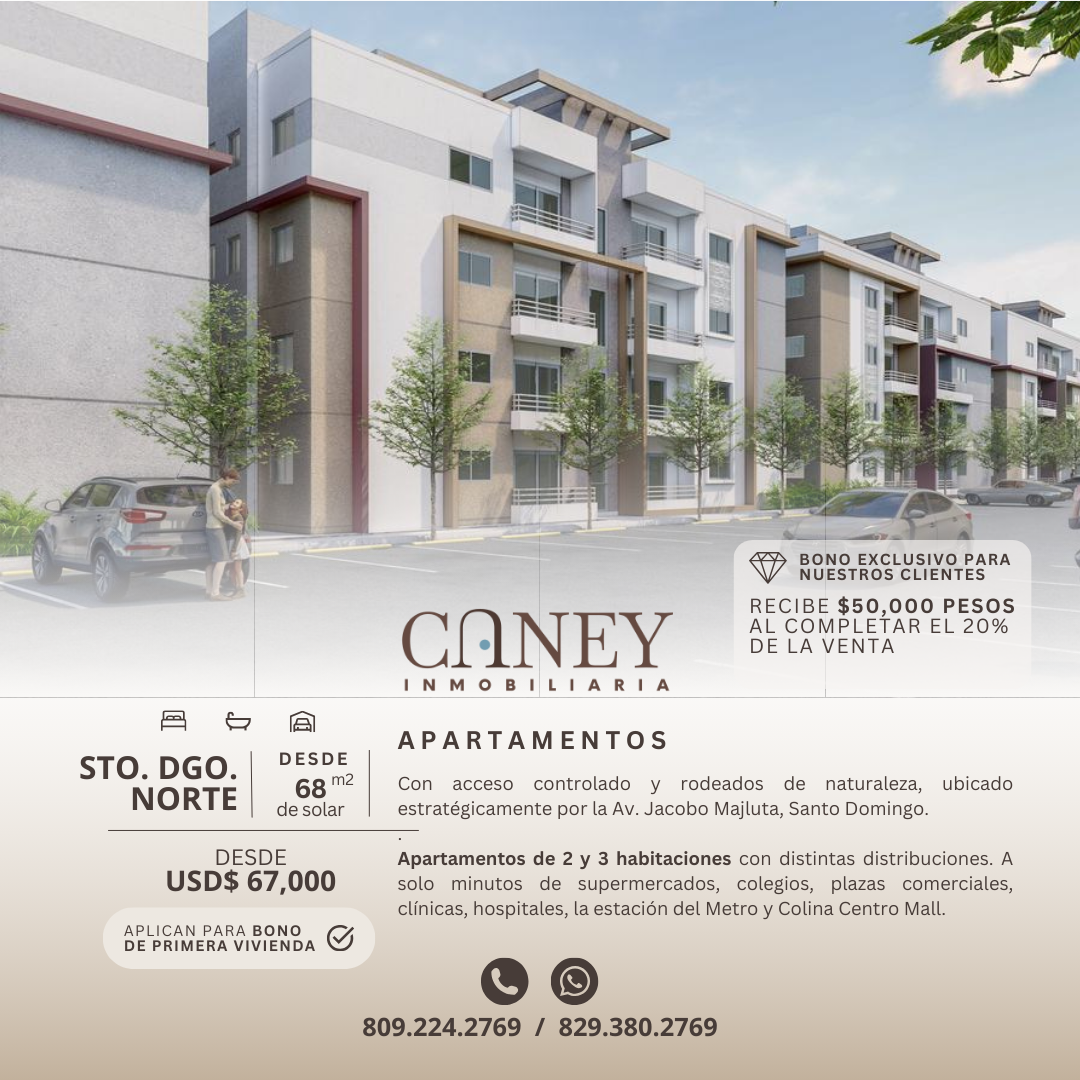 BONO EXCLUSIVO PARA
NUESTROS CLIENTES
RECIBE $50,000 PESOS
AL COMPLETAR EL 20%
DE LA VENTA
CANEY
INMOBILIARIA
STO. DGO.
NORTE
DESDE
68 m2
de solar
DESDE
USD$ 67,000
APLICAN PARA BONO
DE PRIMERA VIVIENDA
APARTAMENTOS
Con acceso controlado y rodeados de naturaleza, ubicado
estratégicamente por la Av. Jacobo Majluta, Santo Domingo.
.
Apartamentos de 2 y 3 habitaciones con distintas distribuciones. A
solo minutos de supermercados, colegios, plazas comerciales,
clínicas, hospitales, la estación del Metro y Colina Centro Mall.
809.224.2769 / 829.380.2769